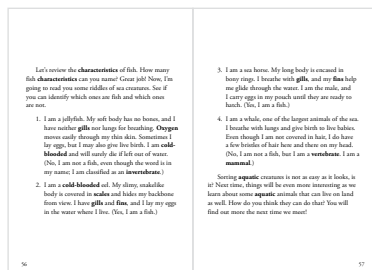 Let's review the characteristics of fish. How many
fish characteristics can you name? Great job! Now, I'm
going to read you some riddles of sea creatures. See if
you can identify which ones are fish and which ones
are not.
1. I am a jellyfish. My soft body has no bones, and I
have neither gills nor lungs for breathing. Oxygen
moves easily through my thin skin. Sometimes I
lay eggs, but I may also give birth. I am cold-
blooded and will surely die if left out of water.
(No, I am not a fish, even though the word is in
my name; I am classified as an invertebrate.)
2. I am a cold-blooded eel. My slimy, snakelike
body is covered in scales and hides my backbone
from view. I have gills and fins, and I lay my eggs
in the water where I live. (Yes, I am a fish.)
56
3. I am a sea horse. My long body is encased in
bony rings. I breathe with gills, and my fins help
me glide through the water. I am the male, and
I carry eggs in my pouch until they are ready to
hatch. (Yes, I am a fish.)
4. I am a whale, one of the largest animals of the sea.
I breathe with lungs and give birth to live babies.
Even though I am not covered in hair, I do have
a few bristles of hair here and there on my head.
(No, I am not a fish, but I am a vertebrate. I am a
mammal.)
Sorting aquatic creatures is not as easy as it looks, is
it? Next time, things will be even more interesting as we
learn about some aquatic animals that can live on land
as well. How do you think they can do that? You will
find out more the next time we meet!
57